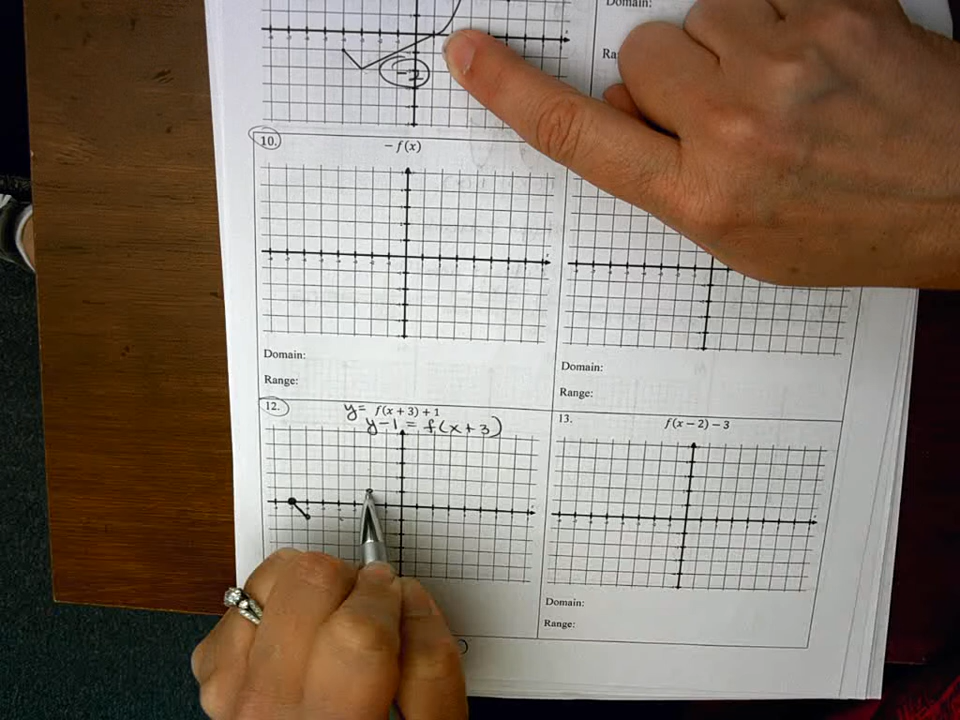 Domain:
Ra
-2
10.
- f(x)
Domain:
Range:
Domain:
Range:
12.
y= f(x + 3) + 1
y-1 = f(x+3)
13.
f(x - 2) - 3
Domain:
Range: